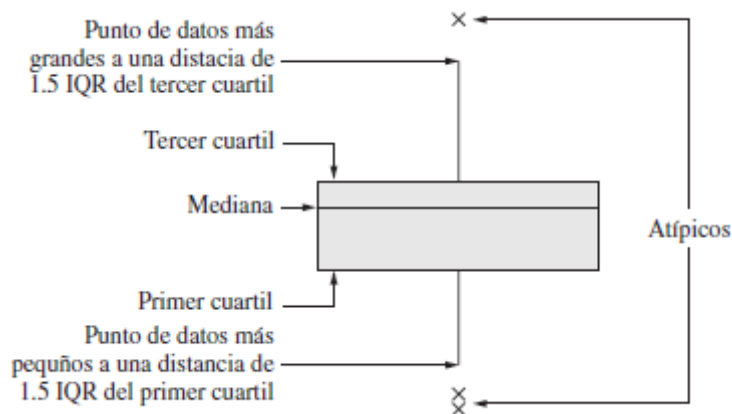 Punto de datos más
grandes a una distacia de
1.5 IQR del tercer cuartil
Tercer cuartil
Mediana
Atípicos
Primer cuartil
Punto de datos más
pequños a una distancia de
1.5 IQR del primer cuartil